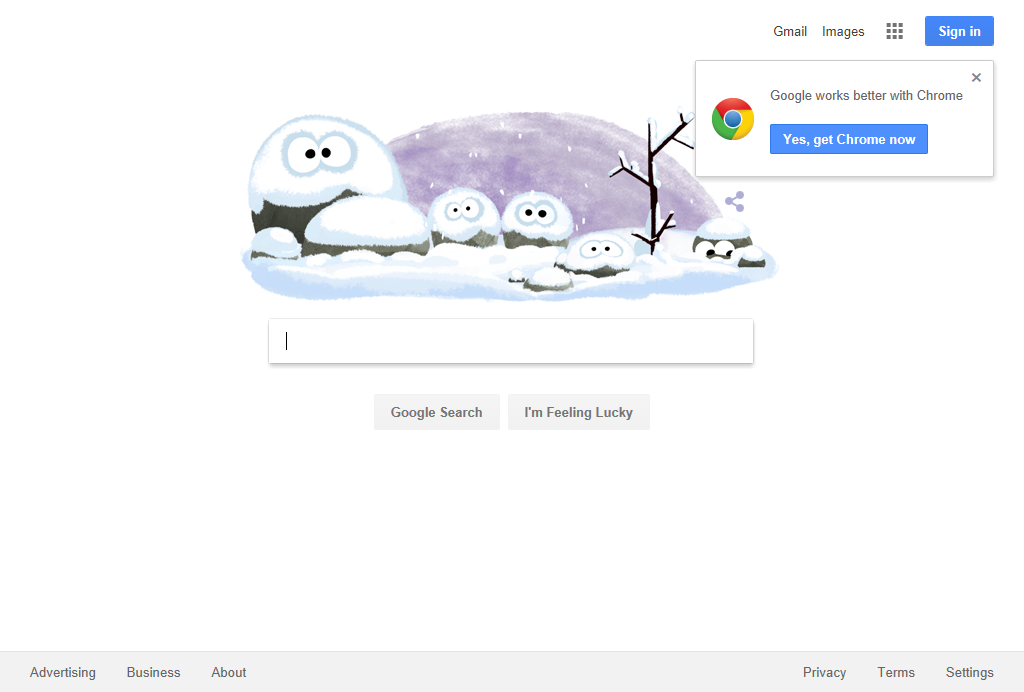 Gmail Images Sign in
Google works better with Chrome
Yes, get Chrome now
Google Search I'm Feeling Lucky
Advertising Business About Privacy Terms Settings